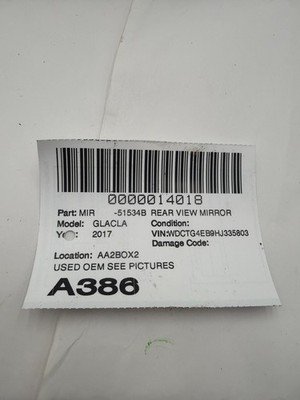 0000014018
Part: MIR -51534B REAR VIEW MIRROR
Model: GLACLA Condition:
Year: 2017 VIN:WDCTG4EB9HJ335803
Damage Code:
Location: AA2BOX2
USED OEM SEE PICTURES
A386